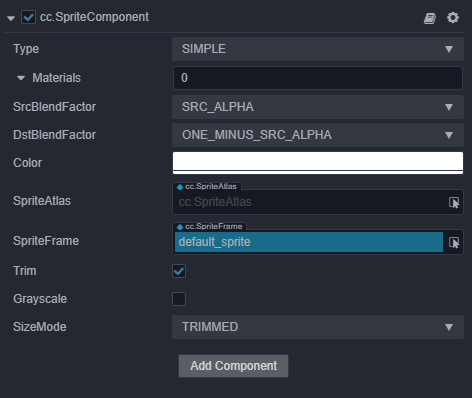 cc.SpriteComponent
Type SIMPLE
Materials 0
SrcBlendFactor SRC_ALPHA
DstBlendFactor ONE_MINUS_SRC_ALPHA
Color
cc.SpriteAtlas
SpriteAtlas cc.SpriteAtlas
cc.SpriteFrame
SpriteFrame default_sprite
Trim
Grayscale
SizeMode TRIMMED
Add Component